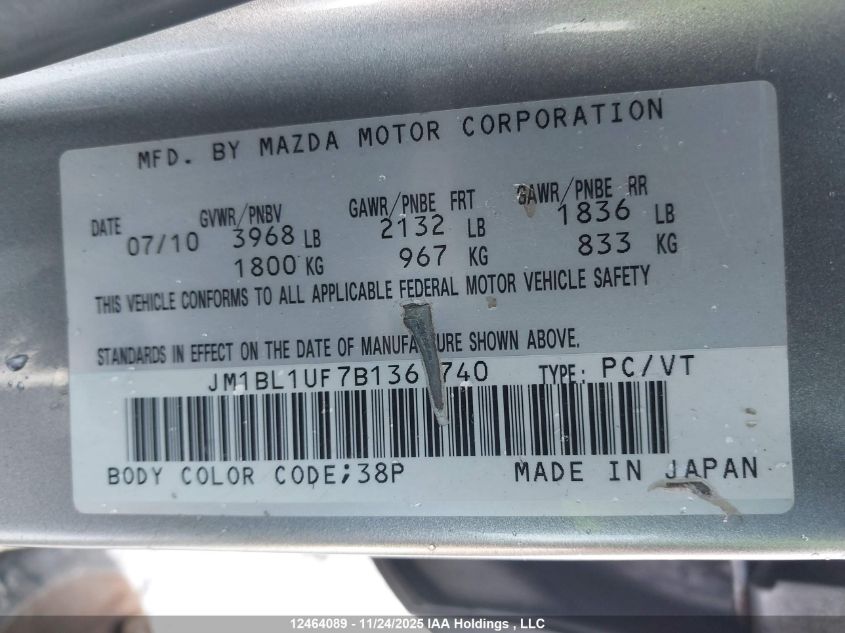 MFD. BY MAZDA MOTOR CORPORATION
DATE GVWR/PNBV GAWR/PNBE FRT GAWR/PNBE RR
07/10 3968 LB 2132 LB 1836 LB
1800 KG 967 KG 833 KG
THIS VEHICLE CONFORMS TO ALL APPLICABLE FEDERAL MOTOR VEHICLE SAFETY
STANDARDS IN EFFECT ON THE DATE OF MANUFACTURE SHOWN ABOVE.
TYPE: PC/VT
BODY COLOR CODE;38P MADE IN JAPAN
12464089 - 11/24/2025 IAA Holdings , LLC